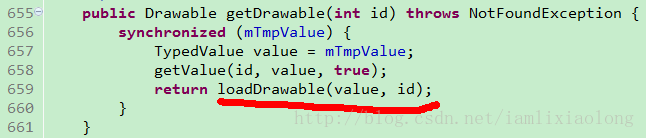 655 public Drawable getDrawable(int id) throws NotFoundException {
656 synchronized (mTmpValue) {
657 TypedValue value = mTmpValue;
658 getValue(id, value, true);
659 return loadDrawable(value, id);
660 }
661 }
http://blog.csdn.net/iamlixiaolong